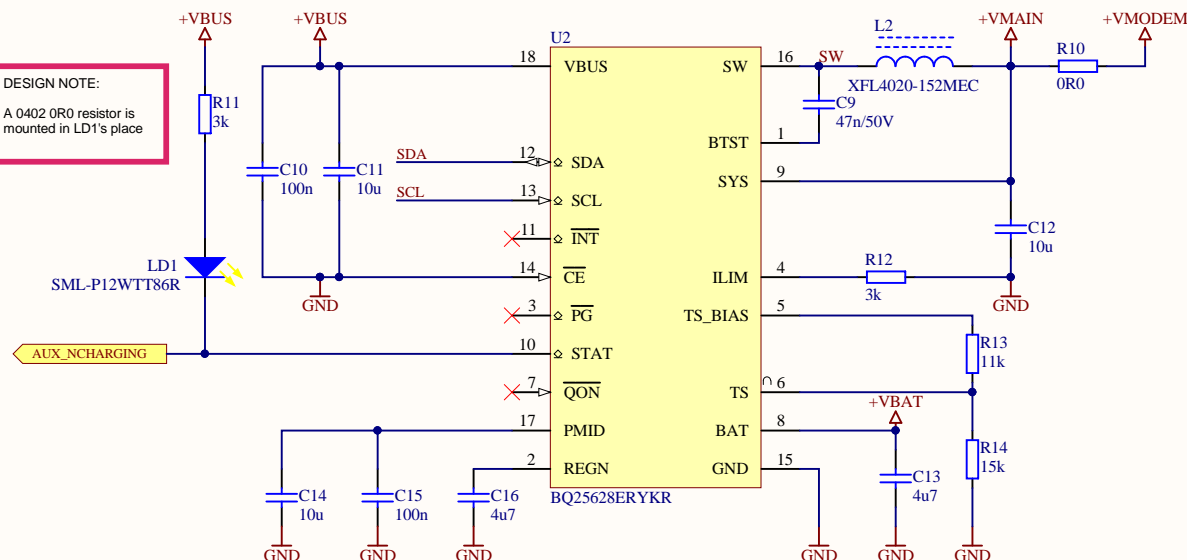 +VBUS
+VBUS
+VMAIN
+VMODEM
DESIGN NOTE:
A 0402 0R0 resistor is
mounted in LD1's place
R11
3k
C10
100n
C11
10u
LD1
SML-P12WTT86R
AUX_NCHARGING
GND
SDA
SCL
U2
18
VBUS
12
SDA
13
SCL
11
INT
14
CE
3
PG
10
STAT
7
QON
17
PMID
2
REGN
BQ25628ERYKR
SW
16
BTST
1
SYS
9
ILIM
4
TS_BIAS
5
TS
6
BAT
8
GND
15
SW
L2
XFL4020-152MEC
R10
0R0
C9
47n/50V
C12
10u
R12
3k
GND
R13
11k
+VBAT
R14
15k
C13
4u7
C14
10u
C15
100n
C16
4u7
GND
GND
GND
GND
GND
GND